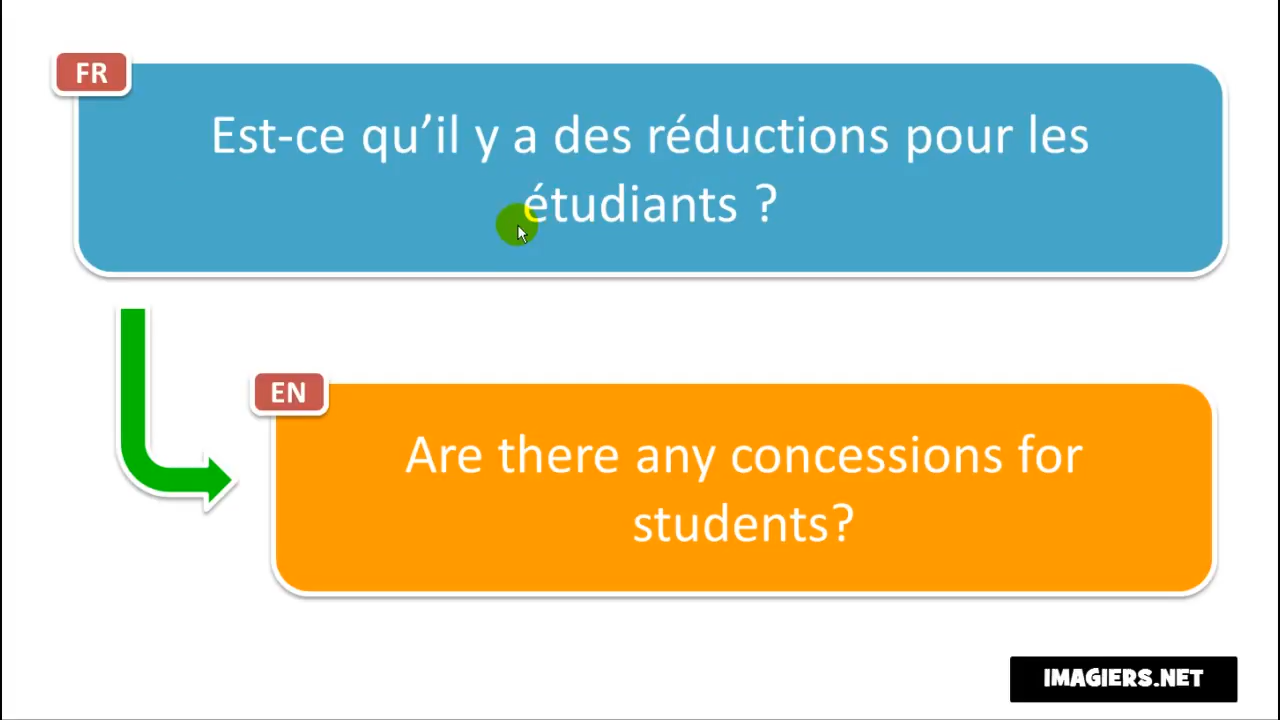 FR
Est-ce qu’il y a des réductions pour les
étudiants ?
EN
Are there any concessions for
students?
IMAGIERS.NET